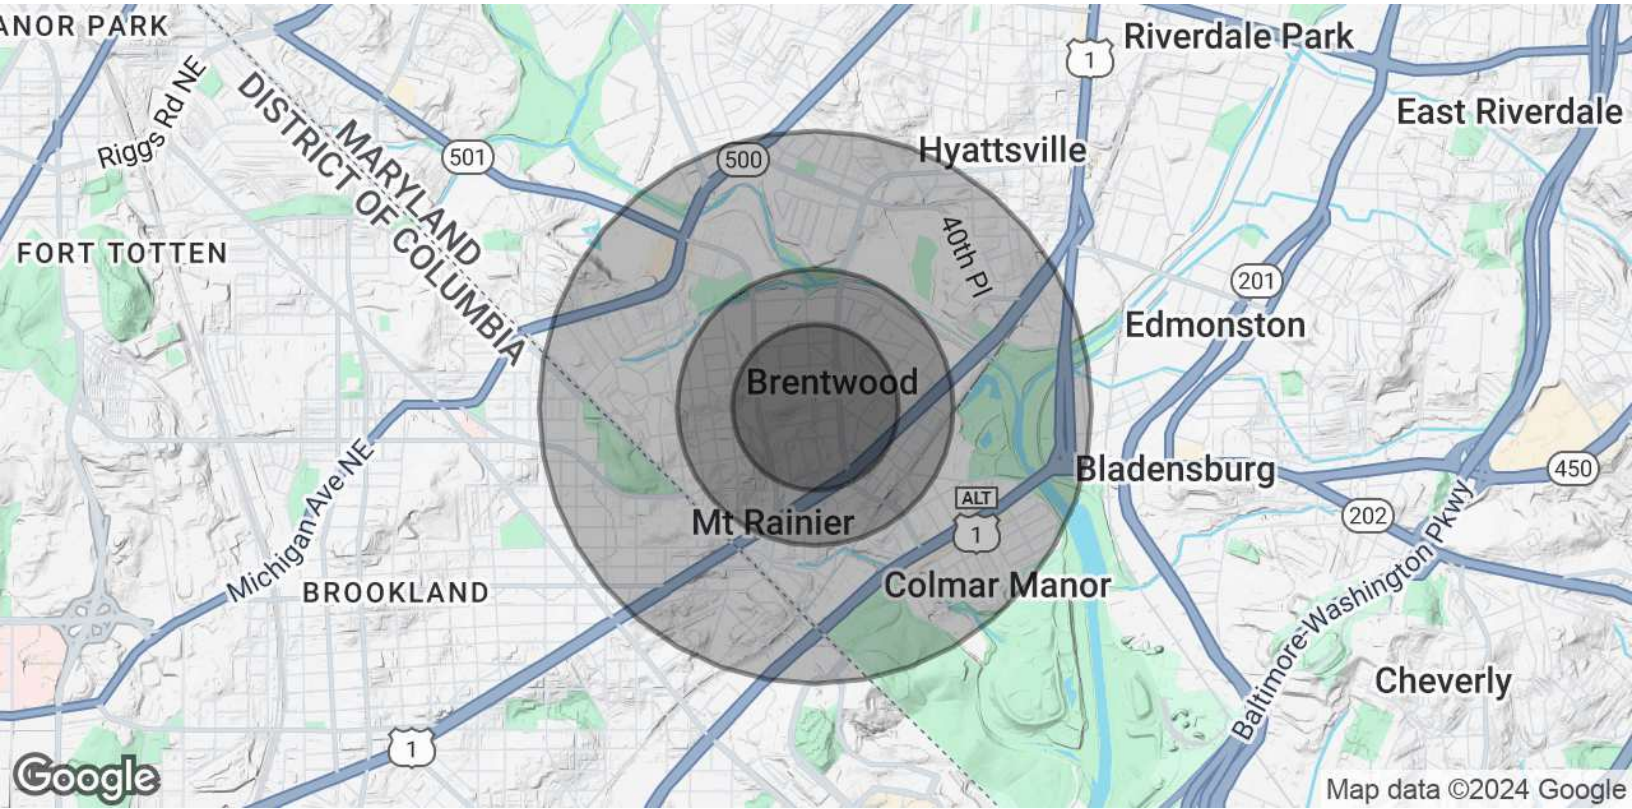 ANOR PARK
Riverdale Park
1
Riggs Rd NE
DISTRICT OF COLUMBIA
MARYLAND
East Riverdale
501
500
Hyattsville
40th Pl
FORT TOTTEN
201
Edmonston
Brentwood
Michigan Ave NE
Bladensburg
450
ALT
1
202
Mt Rainier
Baltimore-Washington Pkwy
BROOKLAND
Colmar Manor
Cheverly
1
Google
Map data ©2024 Google